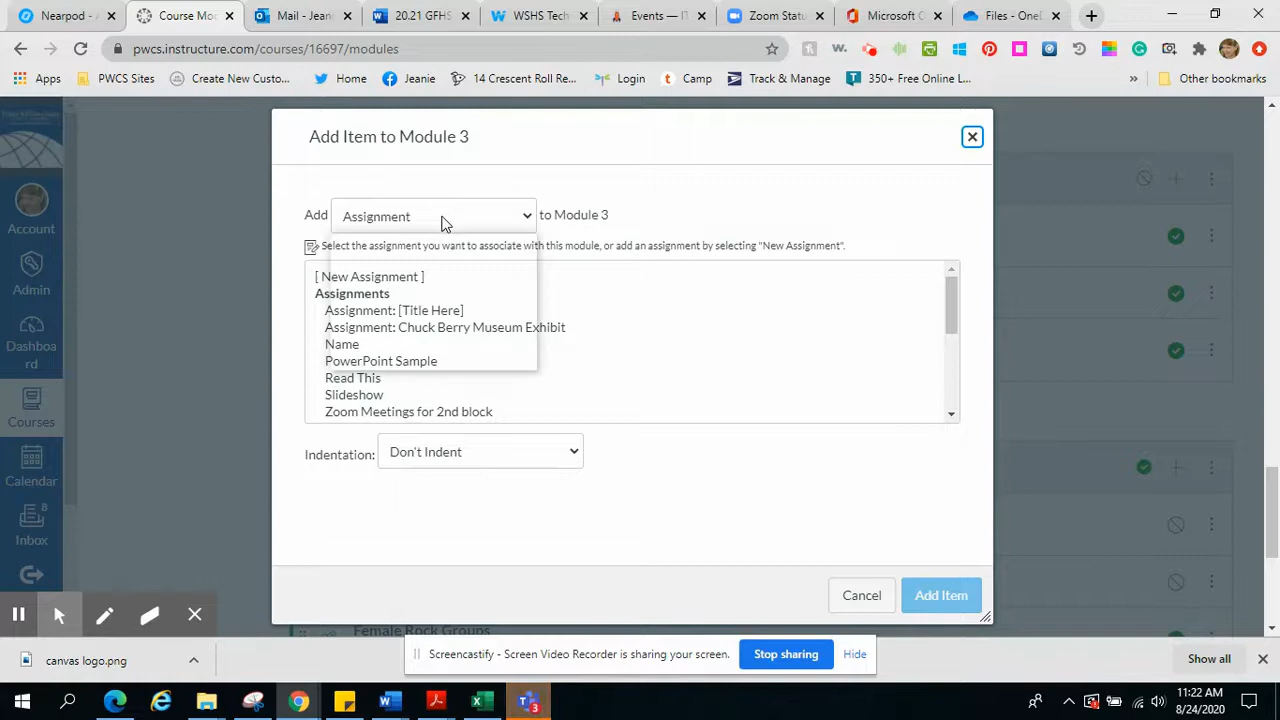 Nearpod - A
Course Moc
Mail - Jean
20.21 GFHS
WSHS Tech
Events — IT
Zoom Statu
Microsoft C
Files - OneD
pwcs.instructure.com/courses/16697/modules
Apps
PWCS Sites
Create New Custo...
Home
Jeanie
14 Crescent Roll Re...
Login
Camp
Track & Manage
350+ Free Online L...
»
Other bookmarks
Account
Admin
Dashboa
rd
Courses
Calendar
8
Inbox
Add Item to Module 3
Add Assignment to Module 3
Select the assignment you want to associate with this module, or add an assignment by selecting "New Assignment".
[ New Assignment ]
Assignments
Assignment: [Title Here]
Assignment: Chuck Berry Museum Exhibit
Name
PowerPoint Sample
Read This
Slideshow
Zoom Meetings for 2nd block
Indentation: Don't Indent
Cancel
Add Item
Female Rock Groups
Screencastify - Screen Video Recorder is sharing your screen.
Stop sharing
Hide
canvas logo.png
Show all
11:22 AM
8/24/2020